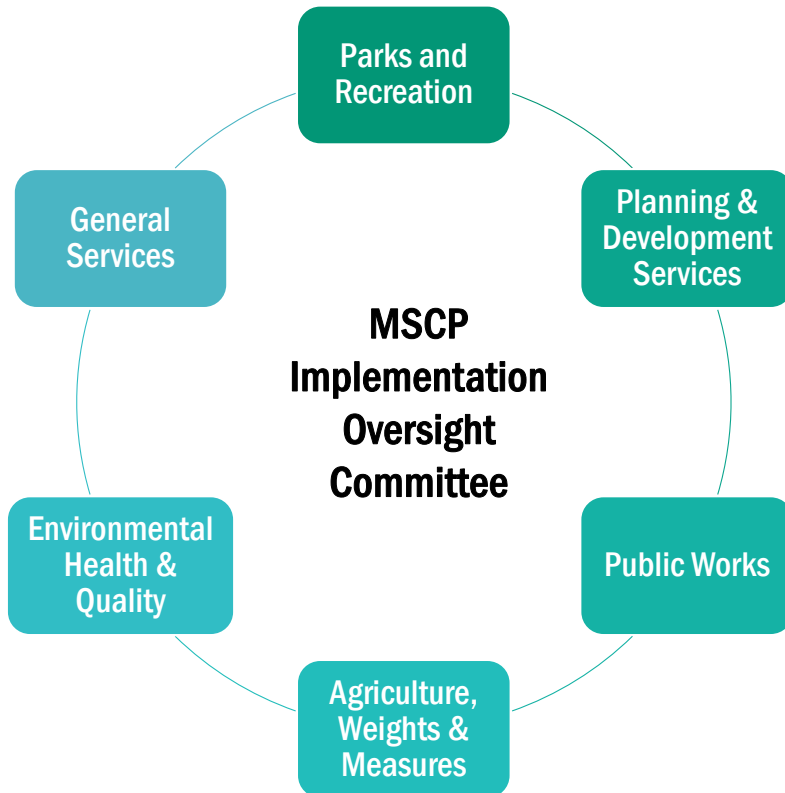 Parks and
Recreation
General
Services
Planning &
Development
Services
MSCP
Implementation
Oversight
Committee
Environmental
Health &
Quality
Public Works
Agriculture,
Weights &
Measures